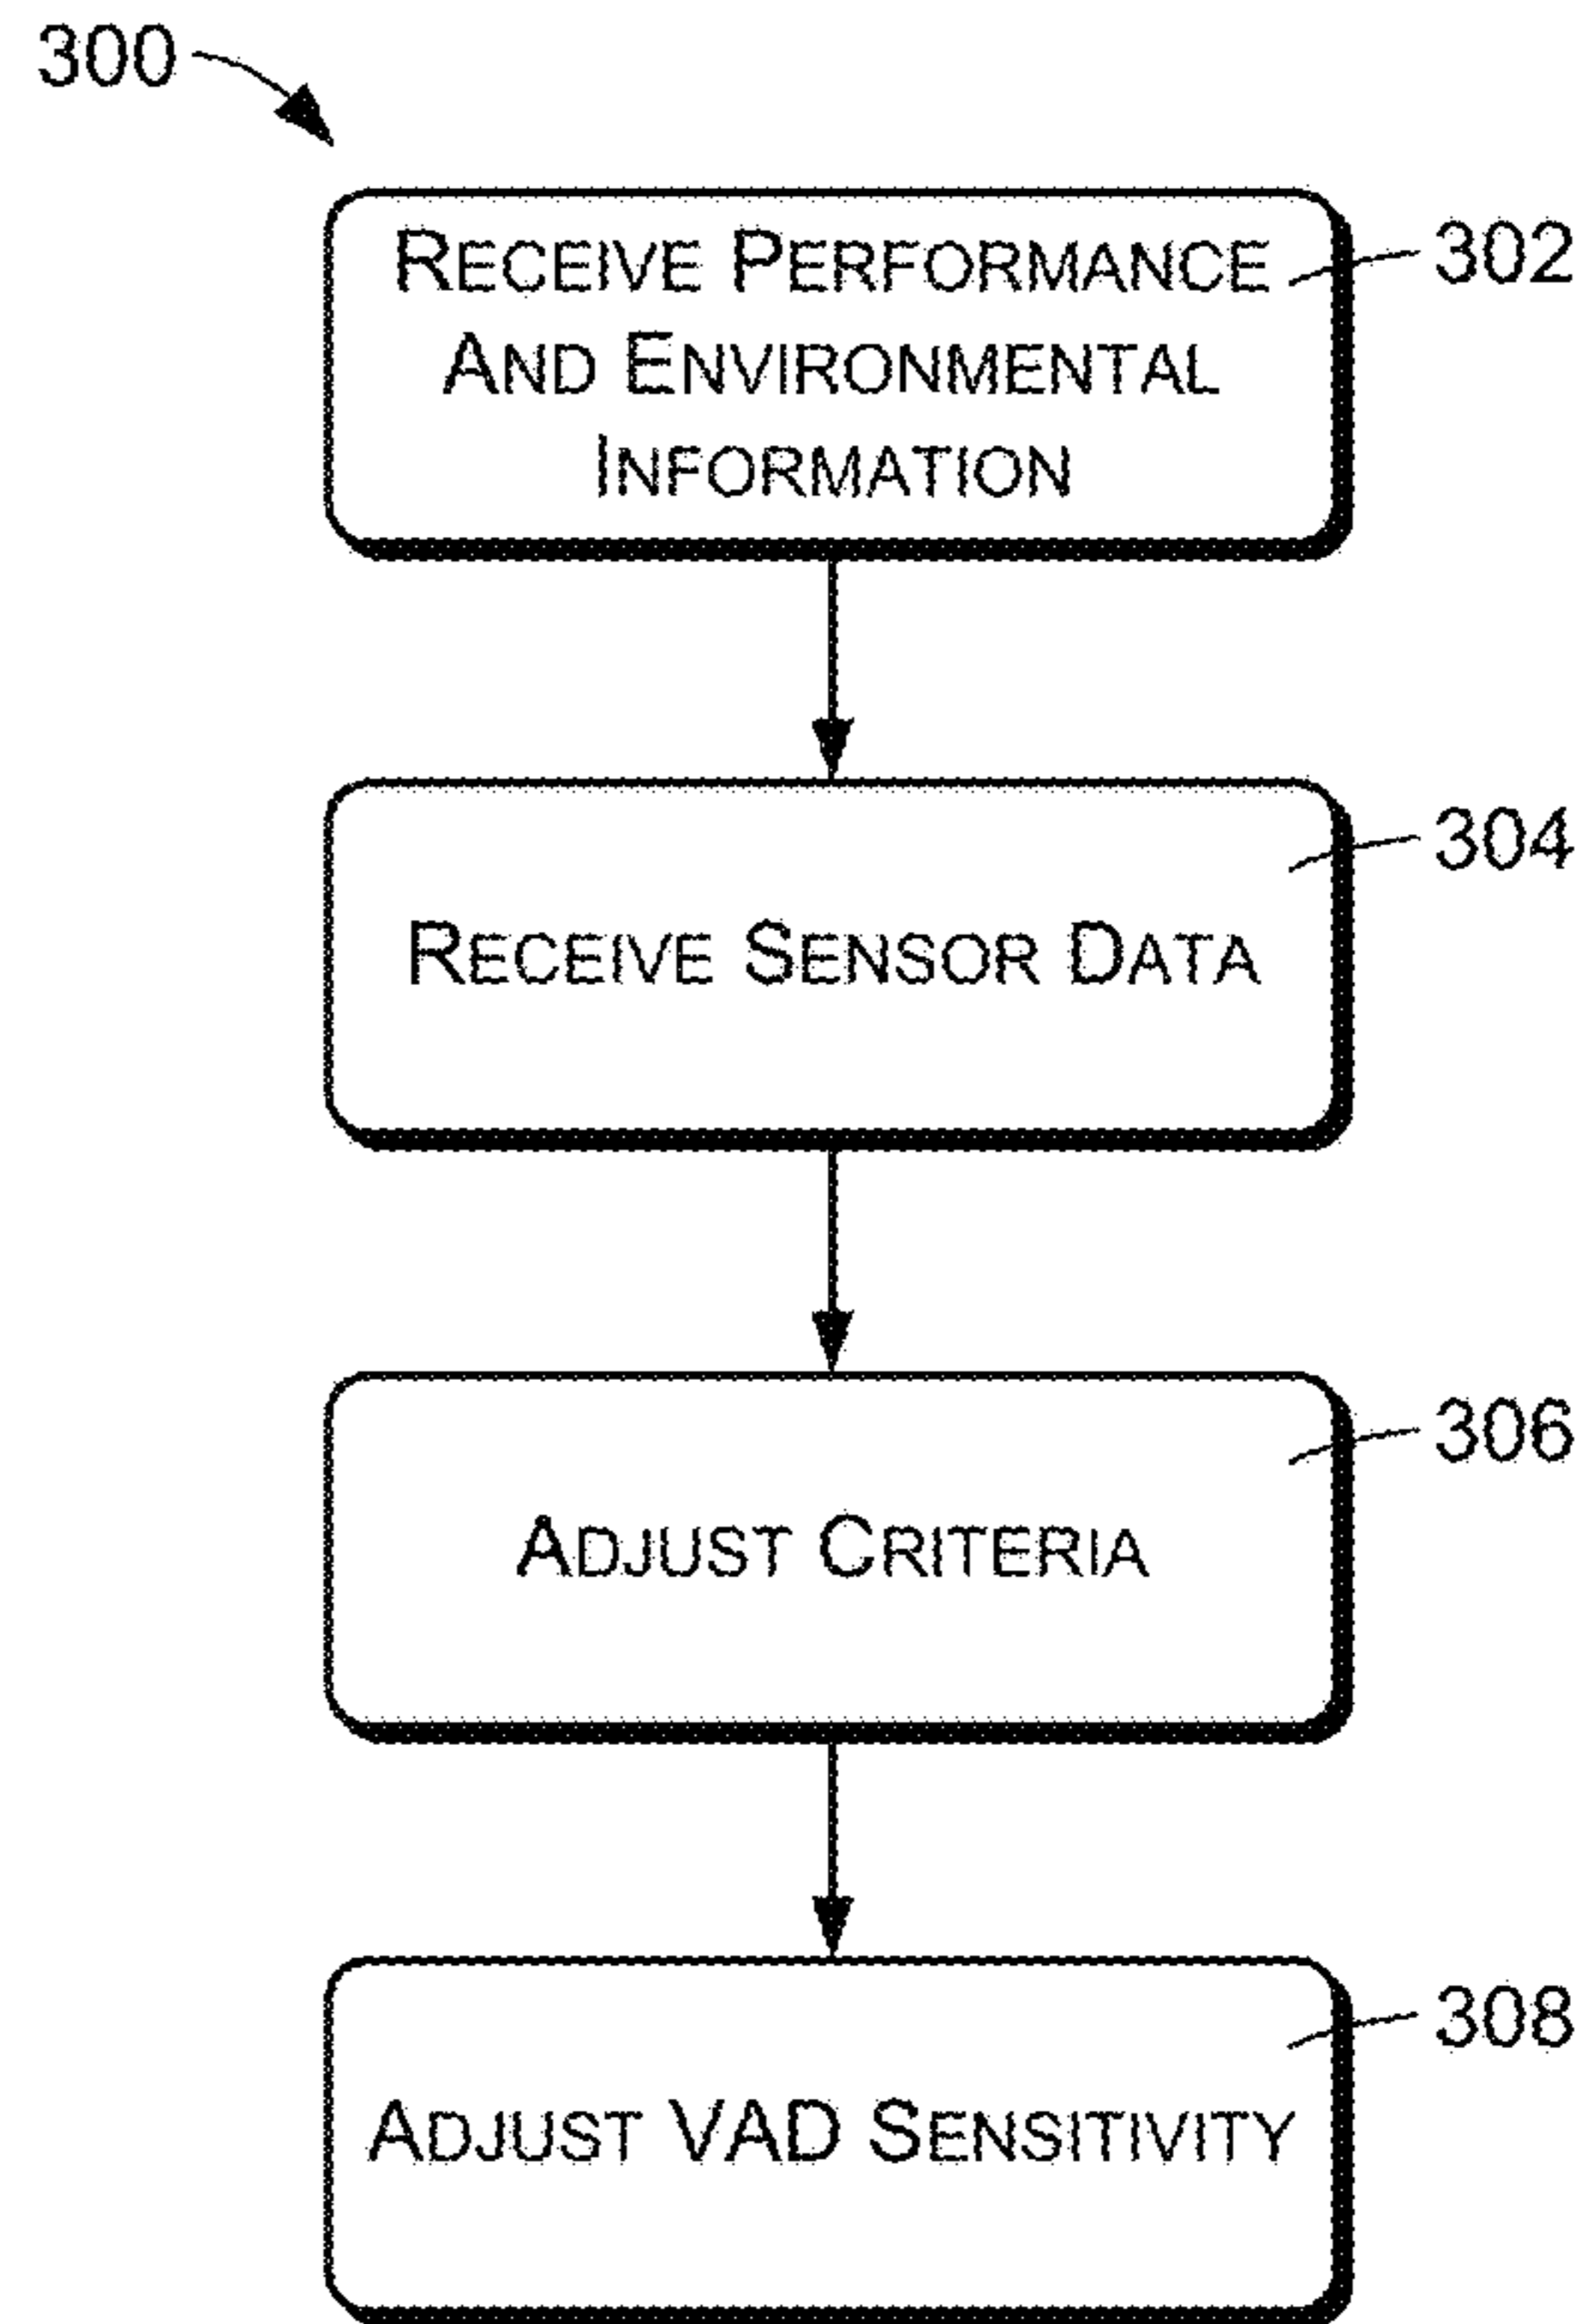 300
RECEIVE PERFORMANCE
AND ENVIRONMENTAL
INFORMATION
302
RECEIVE SENSOR DATA
304
ADJUST CRITERIA
306
ADJUST VAD SENSITIVITY
308